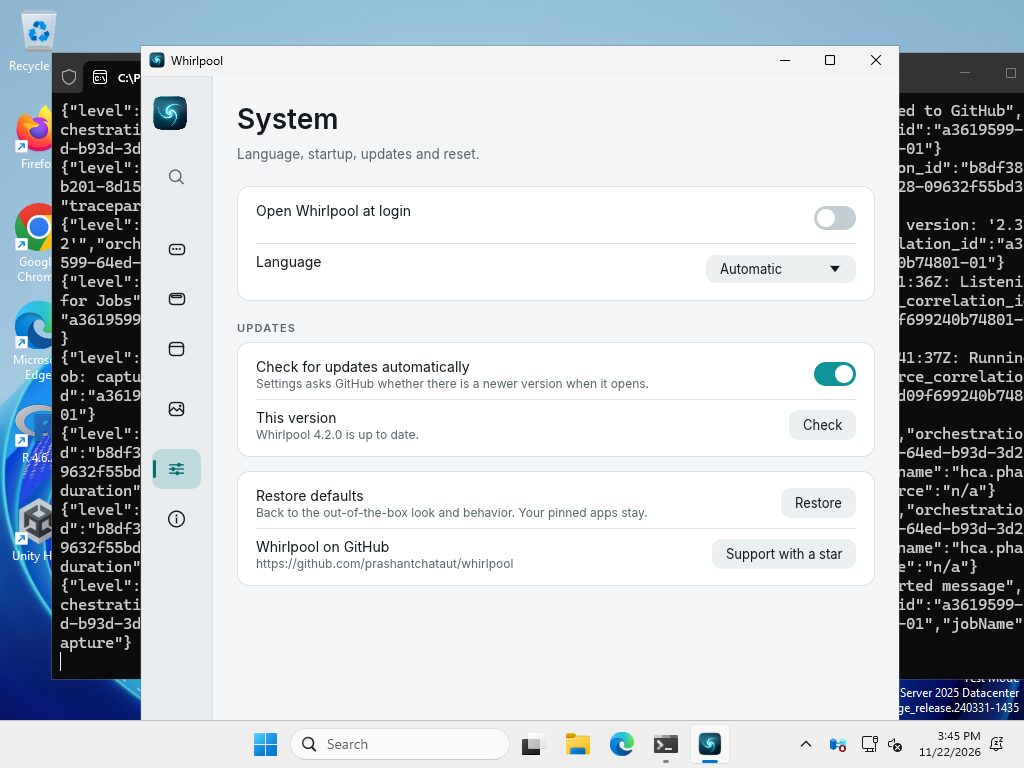 Recycle
Firefo
Googl
Chrom
Micros
Edge
R 4.6.
Unity H
C:\P
{"level":
chestrati
d-b93d-3d
{"level":
b201-8d15
"tracepar
{"level":
2'","orch
599-64ed-
{"level":
for Jobs"
"a3619599
}
{"level":
ob: captu
d":"a3619
01"}
{"level":
d":"b8df3
9632f55bd
duration"
{"level":
d":"b8df3
9632f55bd
duration"
{"level":
chestrati
d-b93d-3d
apture"}
Whirlpool
System
Language, startup, updates and reset.
Open Whirlpool at login
Language
Automatic
UPDATES
Check for updates automatically
Settings asks GitHub whether there is a newer version when it opens.
This version
Whirlpool 4.2.0 is up to date.
Check
Restore defaults
Back to the out-of-the-box look and behavior. Your pinned apps stay.
Restore
Whirlpool on GitHub
https://github.com/prashantchataut/whirlpool
Support with a star
ed to GitHub",
id":"a3619599-
-01"}
on_id":"b8df38
28-09632f55bd3
version: '2.3
lation_id":"a3
0b74801-01"}
1:36Z: Listeni
_correlation_i
f699240b74801-
41:37Z: Runnin
rce_correlatio
d09f699240b748
,"orchestratio
-64ed-b93d-3d2
name":"hca.pha
rce":"n/a"}
,"orchestratio
-64ed-b93d-3d2
name":"hca.pha
e":"n/a"}
rted message",
id":"a3619599-
-01","jobName"
Test Mode
Server 2025 Datacenter
ge_release.240331-1435
Search
3:45 PM
11/22/2026